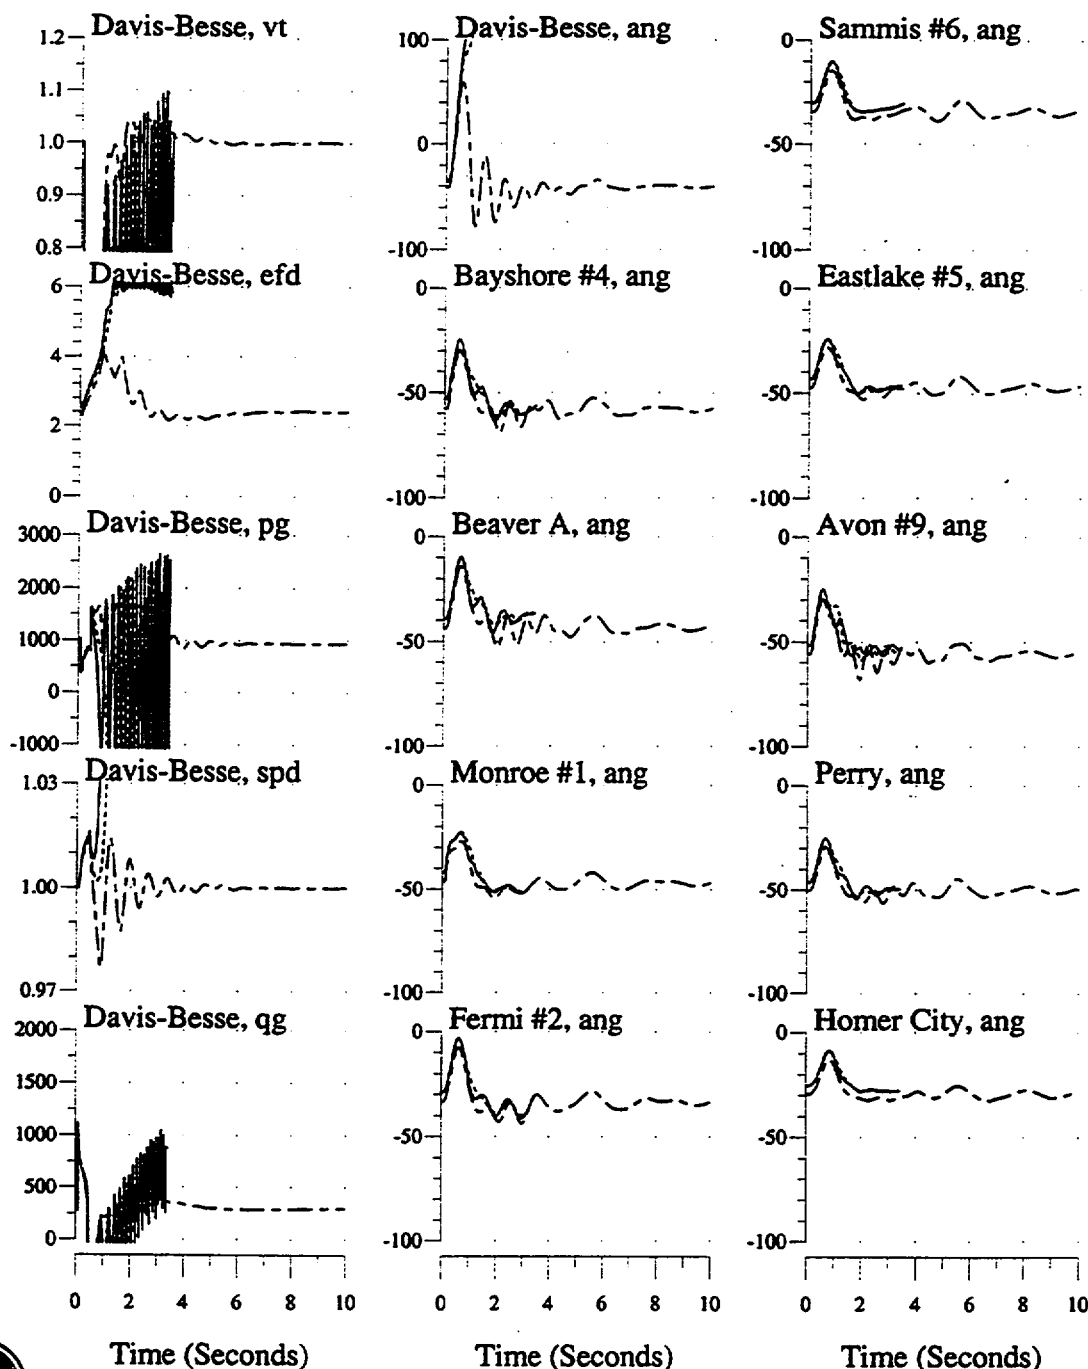 Davis-Besse, vt
1.2
1.1
1.0
0.9
0.8
Davis-Besse, efd
6
4
2
0
Davis-Besse, pg
3000
2000
1000
0
-1000
Davis-Besse, spd
1.03
1.00
0.97
Davis-Besse, qg
2000
1500
1000
500
0
0 2 4 6 8 10
Time (Seconds)
Davis-Besse, ang
100
0
-100
Bayshore #4, ang
0
-50
-100
Beaver A, ang
0
-50
-100
Monroe #1, ang
0
-50
-100
Fermi #2, ang
0
-50
-100
0 2 4 6 8 10
Time (Seconds)
Sammis #6, ang
0
-50
-100
Eastlake #5, ang
0
-50
-100
Avon #9, ang
0
-50
-100
Perry, ang
0
-50
-100
Homer City, ang
0
-50
-100
0 2 4 6 8 10
Time (Seconds)